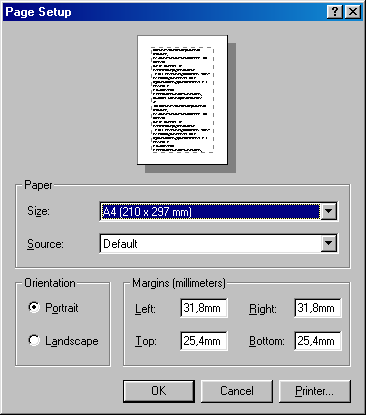 Page Setup
Paper
Size: A4 (210 x 297 mm)
Source: Default
Orientation
Portrait
Landscape
Margins (millimeters)
Left: 31,8mm Right: 31,8mm
Top: 25,4mm Bottom: 25,4mm
OK Cancel Printer...